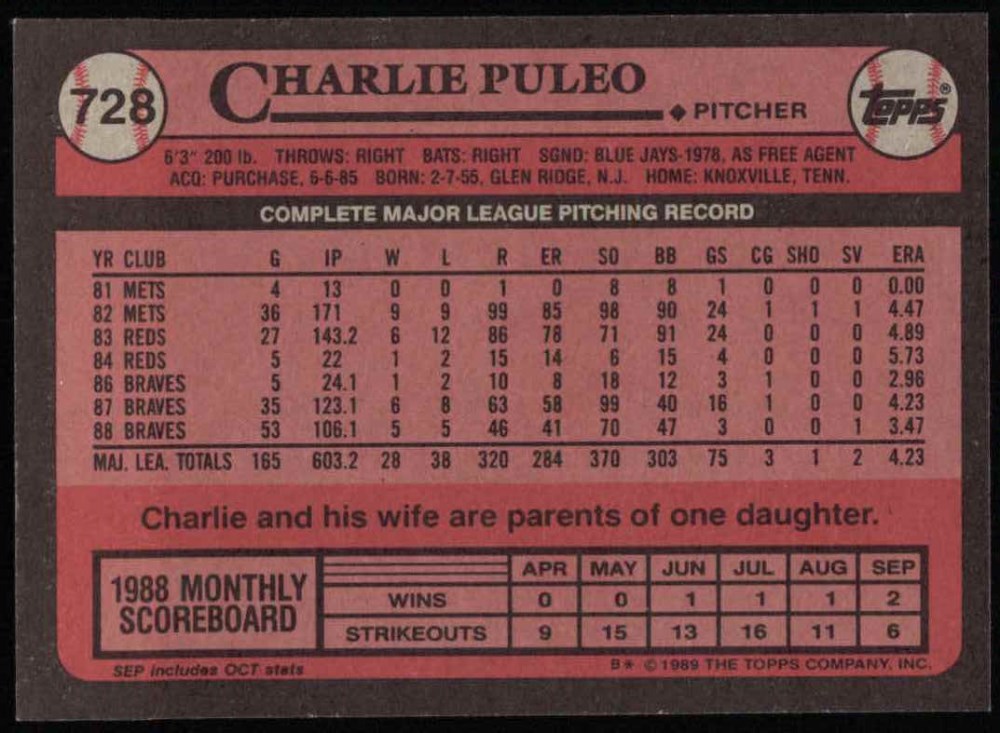 728
CHARLIE PULEO
◆ PITCHER
TOPPS®
6'3" 200 lb. THROWS: RIGHT BATS: RIGHT SGND: BLUE JAYS-1978, AS FREE AGENT
ACQ: PURCHASE, 6-6-85 BORN: 2-7-55, GLEN RIDGE, N.J. HOME: KNOXVILLE, TENN.
COMPLETE MAJOR LEAGUE PITCHING RECORD
YR CLUB G IP W L R ER SO BB GS CG SHO SV ERA
81 METS 4 13 0 0 1 0 8 8 1 0 0 0 0.00
82 METS 36 171 9 9 99 85 98 90 24 1 1 1 4.47
83 REDS 27 143.2 6 12 86 78 71 91 24 0 0 0 4.89
84 REDS 5 22 1 2 15 14 6 15 4 0 0 0 5.73
86 BRAVES 5 24.1 1 2 10 8 18 12 3 1 0 0 2.96
87 BRAVES 35 123.1 6 8 63 58 99 40 16 1 0 0 4.23
88 BRAVES 53 106.1 5 5 46 41 70 47 3 0 0 1 3.47
MAJ. LEA. TOTALS 165 603.2 28 38 320 284 370 303 75 3 1 2 4.23
Charlie and his wife are parents of one daughter.
1988 MONTHLY
SCOREBOARD
APR MAY JUN JUL AUG SEP
WINS 0 0 1 1 1 2
STRIKEOUTS 9 15 13 16 11 6
SEP includes OCT stats
B* © 1989 THE TOPPS COMPANY, INC.